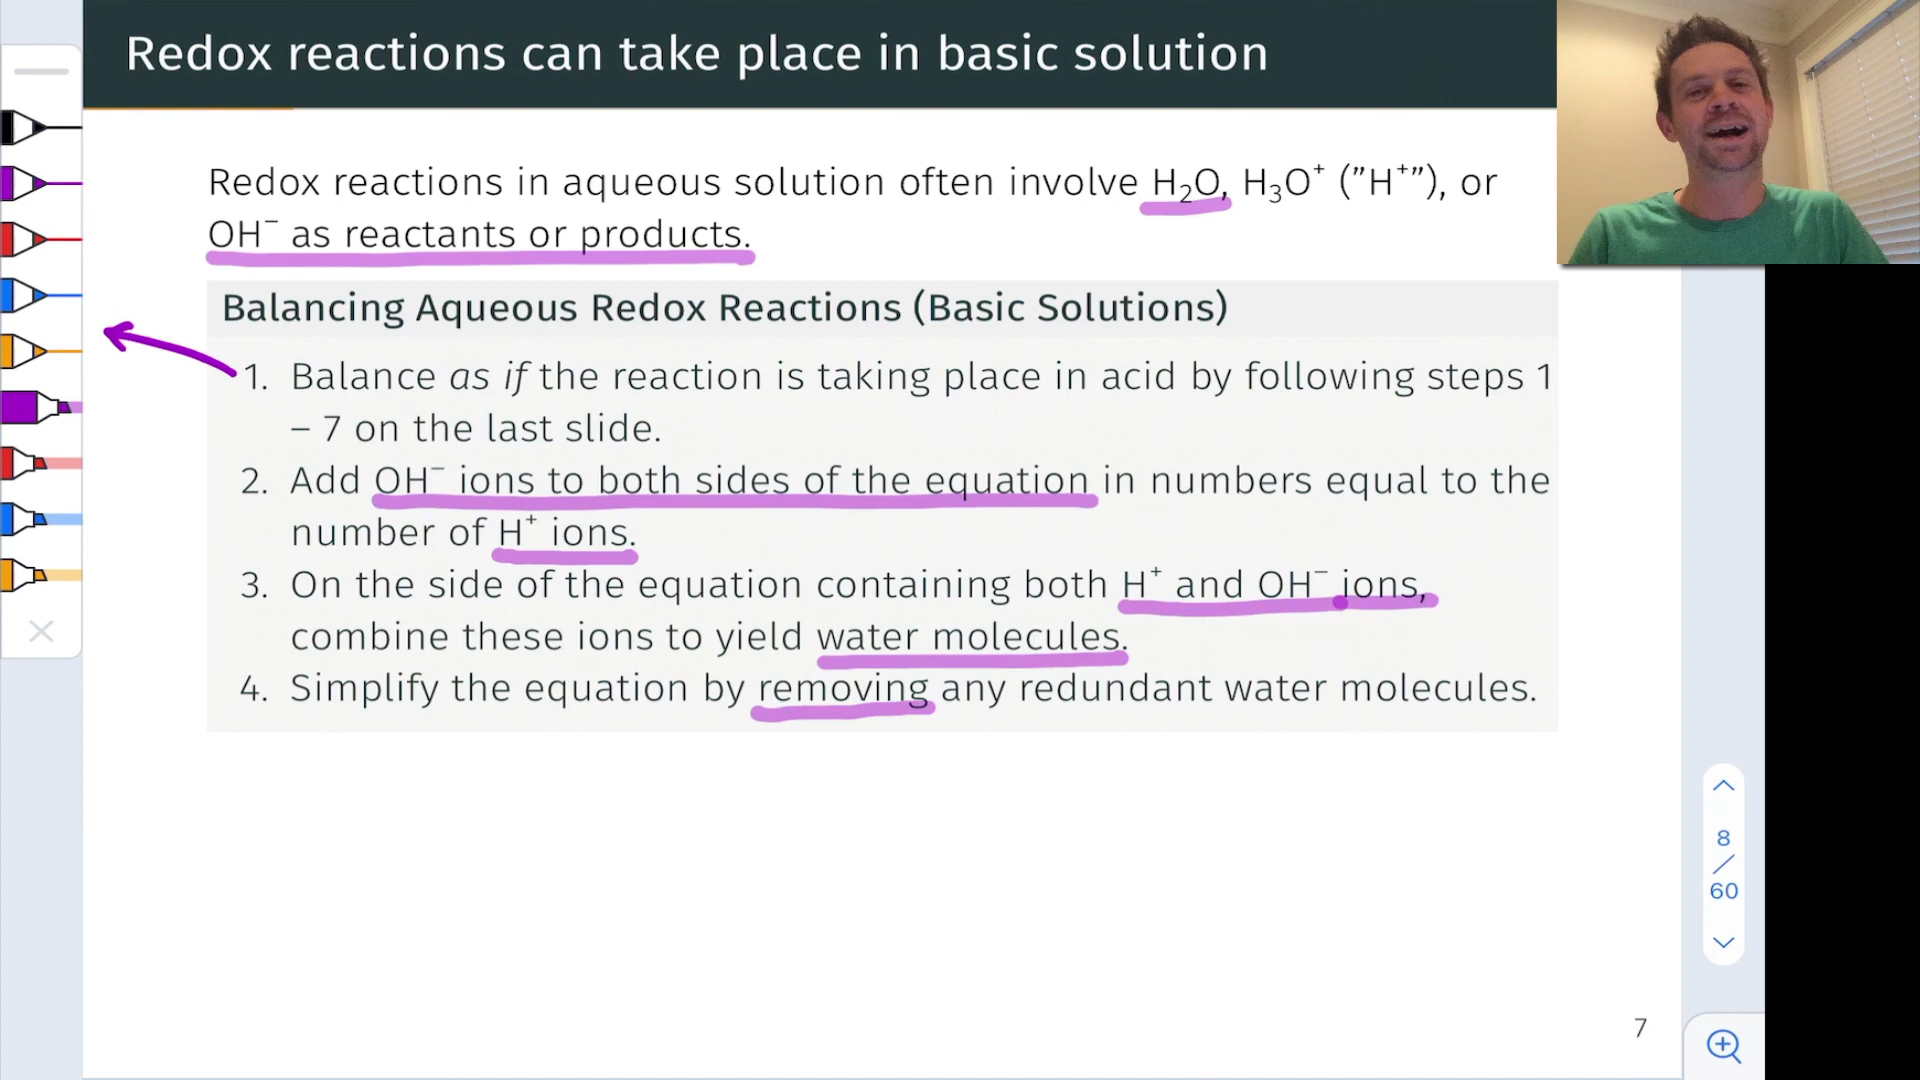 Redox reactions can take place in basic solution
Redox reactions in aqueous solution often involve H₂O, H₃O⁺ (”H⁺”), or
OH⁻ as reactants or products.
Balancing Aqueous Redox Reactions (Basic Solutions)
1. Balance as if the reaction is taking place in acid by following steps 1
– 7 on the last slide.
2. Add OH⁻ ions to both sides of the equation in numbers equal to the
number of H⁺ ions.
3. On the side of the equation containing both H⁺ and OH⁻ ions,
combine these ions to yield water molecules.
4. Simplify the equation by removing any redundant water molecules.
8
/
60
7